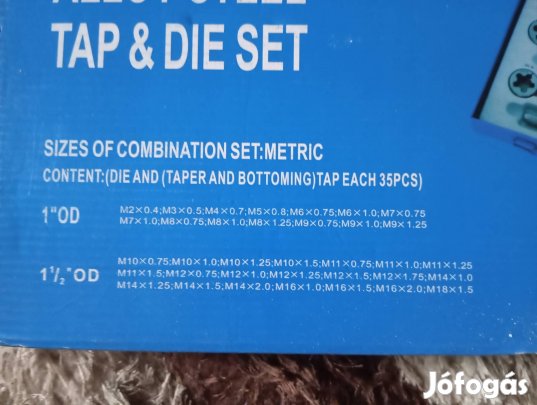 ALLOY STEEL
TAP & DIE SET
SIZES OF COMBINATION SET:METRIC
CONTENT:(DIE AND (TAPER AND BOTTOMING)TAP EACH 35PCS)
1"OD
M2×0.4;M3×0.5;M4×0.7;M5×0.8;M6×0.75;M6×1.0;M7×0.75
M7×1.0;M8×0.75;M8×1.0;M8×1.25;M9×0.75;M9×1.0;M9×1.25
1 1/2"OD
M10×0.75;M10×1.0;M10×1.25;M10×1.5;M11×0.75;M11×1.0;M11×1.25
M11×1.5;M12×0.75;M12×1.0;M12×1.25;M12×1.5;M12×1.75;M14×1.0
M14×1.25;M14×1.5;M14×2.0;M16×1.0;M16×1.5;M16×2.0;M18×1.5
Jófogás